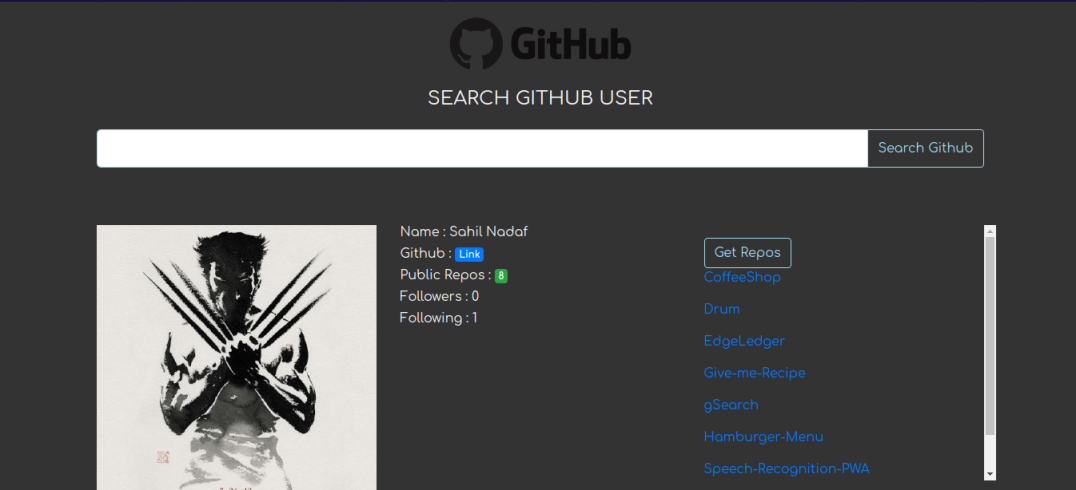 GitHub
SEARCH GITHUB USER
Search Github
Name : Sahil Nadaf
Github : Link
Public Repos : 8
Followers : 0
Following : 1
Get Repos
CoffeeShop
Drum
EdgeLedger
Give-me-Recipe
gSearch
Hamburger-Menu
Speech-Recognition-PWA